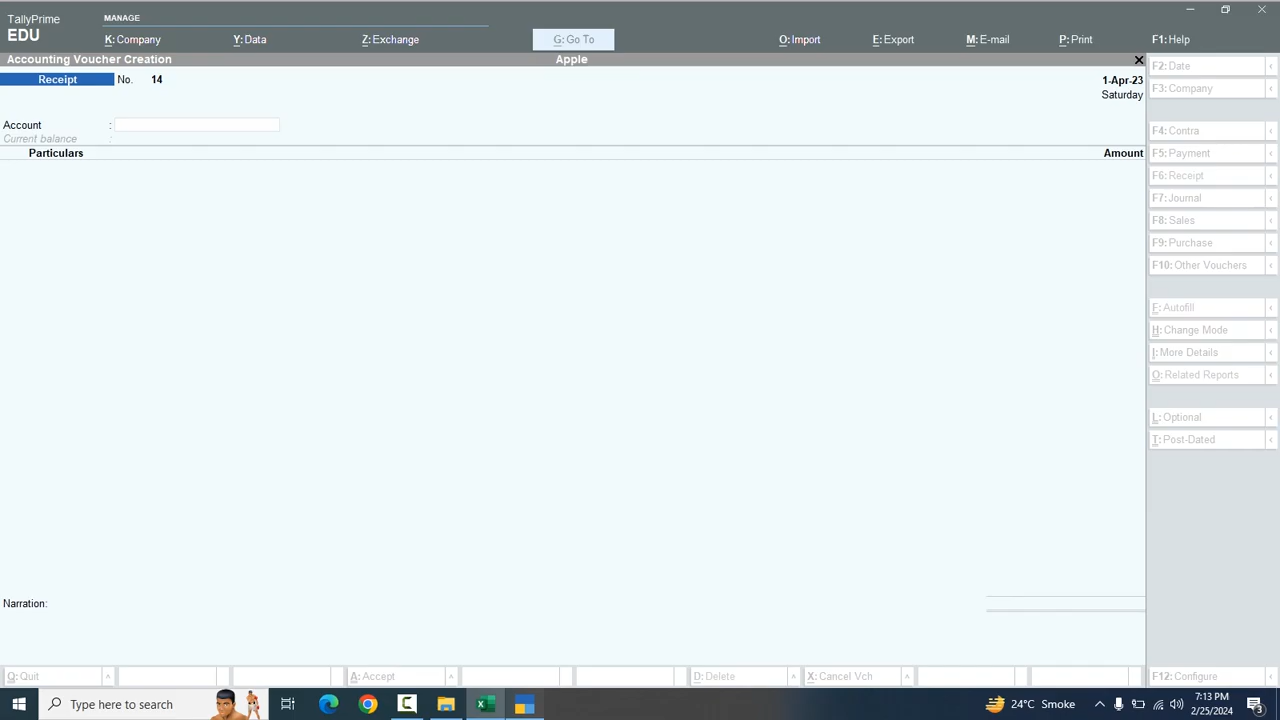 TallyPrime
EDU
MANAGE
K: Company
Y: Data
Z: Exchange
G: Go To
O: Import
E: Export
M: E-mail
P: Print
F1: Help
Accounting Voucher Creation
Apple
Receipt
No. 14
1-Apr-23
Saturday
Account :
Current balance :
Particulars
Amount
Narration:
F2: Date
F3: Company
F4: Contra
F5: Payment
F6: Receipt
F7: Journal
F8: Sales
F9: Purchase
F10: Other Vouchers
F: Autofill
H: Change Mode
I: More Details
O: Related Reports
L: Optional
T: Post-Dated
Q: Quit
A: Accept
D: Delete
X: Cancel Vch
F12: Configure
Type here to search
24°C Smoke
7:13 PM
2/25/2024
3